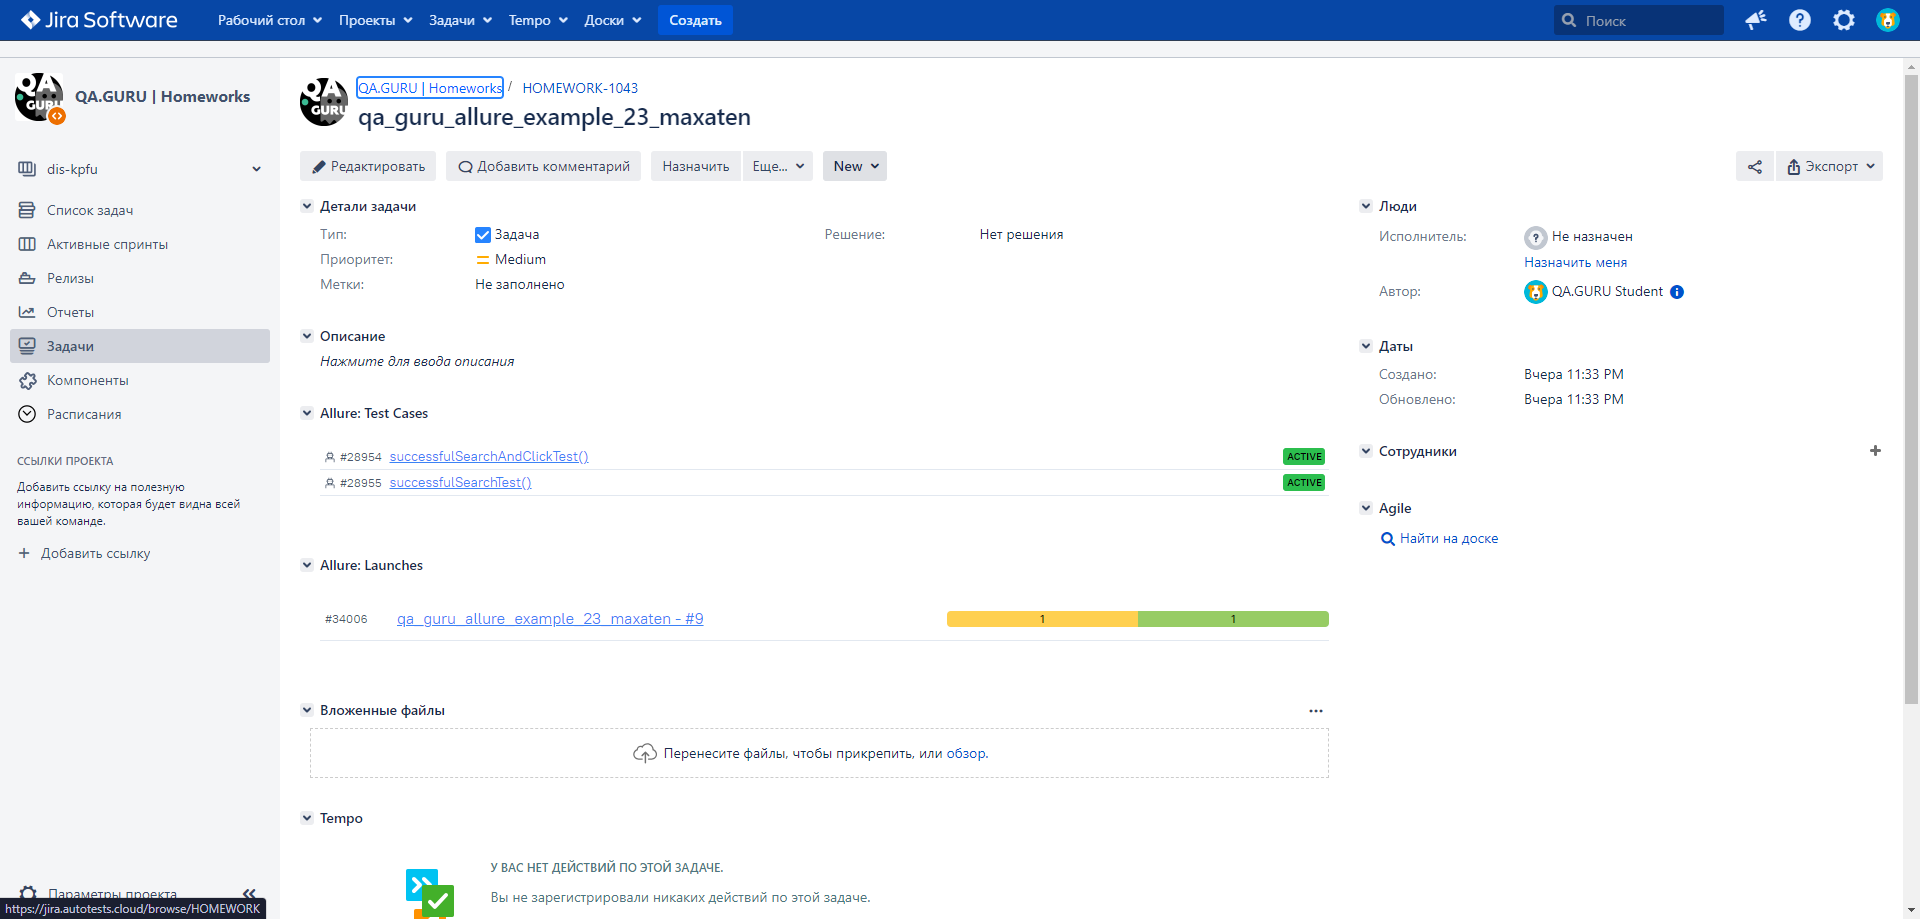 Jira Software
Рабочий стол
Проекты
Задачи
Tempo
Доски
Создать
Поиск
QA GURU
QA.GURU | Homeworks
dis-kpfu
Список задач
Активные спринты
Релизы
Отчеты
Задачи
Компоненты
Расписания
ССЫЛКИ ПРОЕКТА
Добавить ссылку на полезную
информацию, которая будет видна всей
вашей команде.
+ Добавить ссылку
Параметры проекта
https://jira.autotests.cloud/browse/HOMEWORK
QA GURU
QA.GURU | Homeworks / HOMEWORK-1043
qa_guru_allure_example_23_maxaten
Редактировать
Добавить комментарий
Назначить
Еще...
New
Экспорт
Детали задачи
Тип: Задача
Решение: Нет решения
Приоритет: Medium
Метки: Не заполнено
Описание
Нажмите для ввода описания
Allure: Test Cases
#28954 successfulSearchAndClickTest() ACTIVE
#28955 successfulSearchTest() ACTIVE
Allure: Launches
#34006 qa_guru_allure_example_23_maxaten - #9 1 1
Вложенные файлы
Перенесите файлы, чтобы прикрепить, или обзор.
Tempo
У ВАС НЕТ ДЕЙСТВИЙ ПО ЭТОЙ ЗАДАЧЕ.
Вы не зарегистрировали никаких действий по этой задаче.
Люди
Исполнитель: Не назначен
Назначить меня
Автор: QA.GURU Student
Даты
Создано: Вчера 11:33 PM
Обновлено: Вчера 11:33 PM
Сотрудники
Agile
Найти на доске